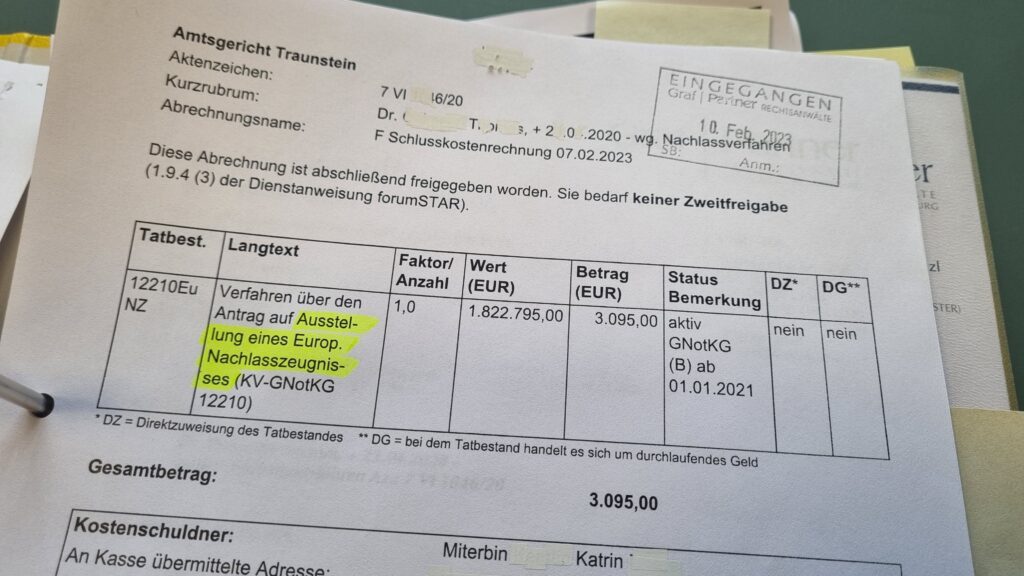 Amtsgericht Traunstein
Aktenzeichen:
7 VI 46/20
Kurzrubrum:
Dr. 2020 - wg. Nachlassverfahren
Abrechnungsname:
F Schlusskostenrechnung 07.02.2023
EINGEGANGEN
Graf | Partner RECHTSANWÄLTE
10. Feb. 2023
SB:
Anm.:
Diese Abrechnung ist abschließend freigegeben worden. Sie bedarf keiner Zweitfreigabe
(1.9.4 (3) der Dienstanweisung forumSTAR).
Tatbest.
Langtext
Faktor/
Anzahl
Wert
(EUR)
Betrag
(EUR)
Status
Bemerkung
DZ*
DG**
12210Eu
NZ
Verfahren über den
Antrag auf Ausstel-
lung eines Europ.
Nachlasszeugnis-
ses (KV-GNotKG
12210)
1,0
1.822.795,00
3.095,00
aktiv
GNotKG
(B) ab
01.01.2021
nein
nein
* DZ = Direktzuweisung des Tatbestandes ** DG = bei dem Tatbestand handelt es sich um durchlaufendes Geld
Gesamtbetrag:
3.095,00
Kostenschuldner:
Miterbin Katrin
An Kasse übermittelte Adresse: